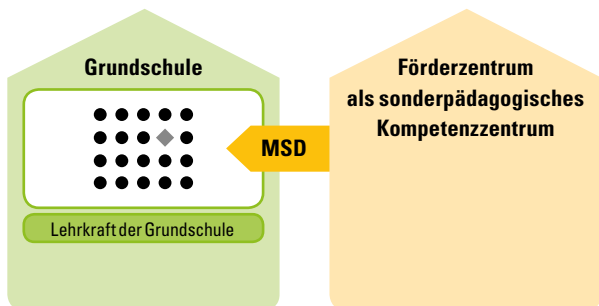 Grundschule
Lehrkraft der Grundschule
MSD
Förderzentrum
als sonderpädagogisches
Kompetenzzentrum